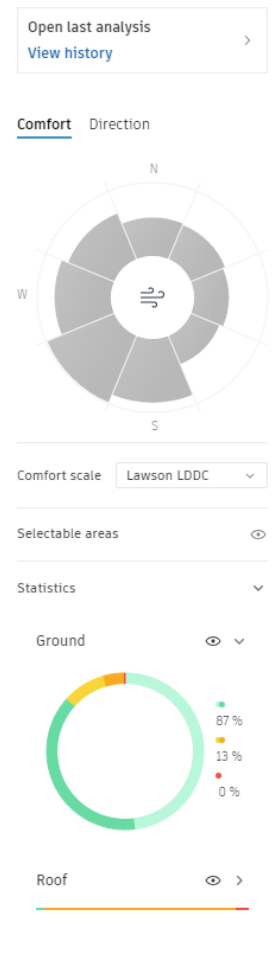 Open last analysis
View history
Comfort Direction
N
W
S
Comfort scale Lawson LDDC
Selectable areas
Statistics
Ground
87 %
13 %
0 %
Roof